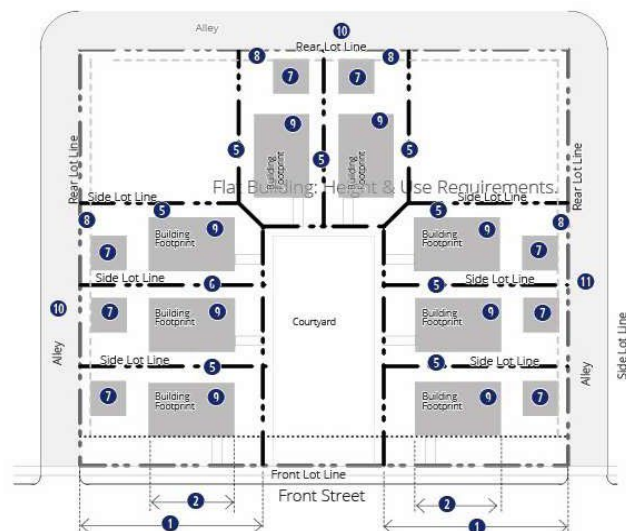 Alley
10
Rear Lot Line
8
8
7
7
9
9
Building
Footprint
Building
Footprint
5
5
5
Rear Lot Line
Rear Lot Line
Flat Building: Height & Use Requirements.
Side Lot Line
Side Lot Line
5
5
8
8
9
9
Building
Footprint
Building
Footprint
7
7
Side Lot Line
6
5
Side Lot Line
10
11
7
Building
Footprint
9
Courtyard
Building
Footprint
9
7
Alley
Side Lot Line
5
5
Side Lot Line
Alley
Side Lot Line
7
Building
Footprint
9
Building
Footprint
9
7
Front Lot Line
Front Street
2
2
1
1